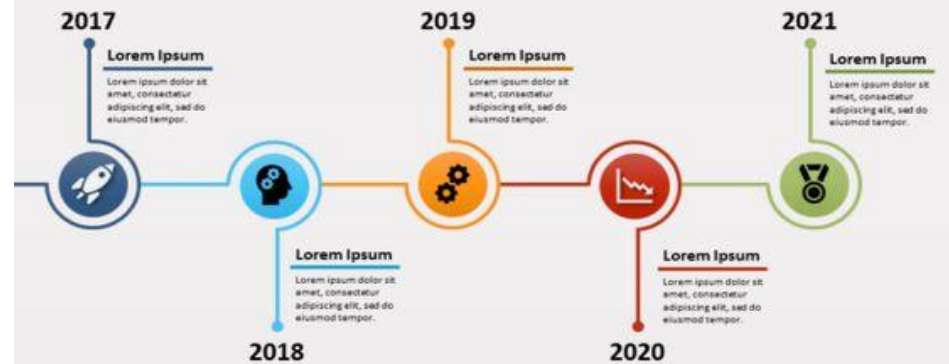 2017
Lorem Ipsum
Lorem ipsum dolor sit
amet, consectetur
adipiscing elit, sed do
eiusmod tempor.
2018
Lorem Ipsum
Lorem ipsum dolor sit
amet, consectetur
adipiscing elit, sed do
eiusmod tempor.
2019
Lorem Ipsum
Lorem ipsum dolor sit
amet, consectetur
adipiscing elit, sed do
eiusmod tempor.
2020
Lorem Ipsum
Lorem ipsum dolor sit
amet, consectetur
adipiscing elit, sed do
eiusmod tempor.
2021
Lorem Ipsum
Lorem ipsum dolor sit
amet, consectetur
adipiscing elit, sed do
eiusmod tempor.